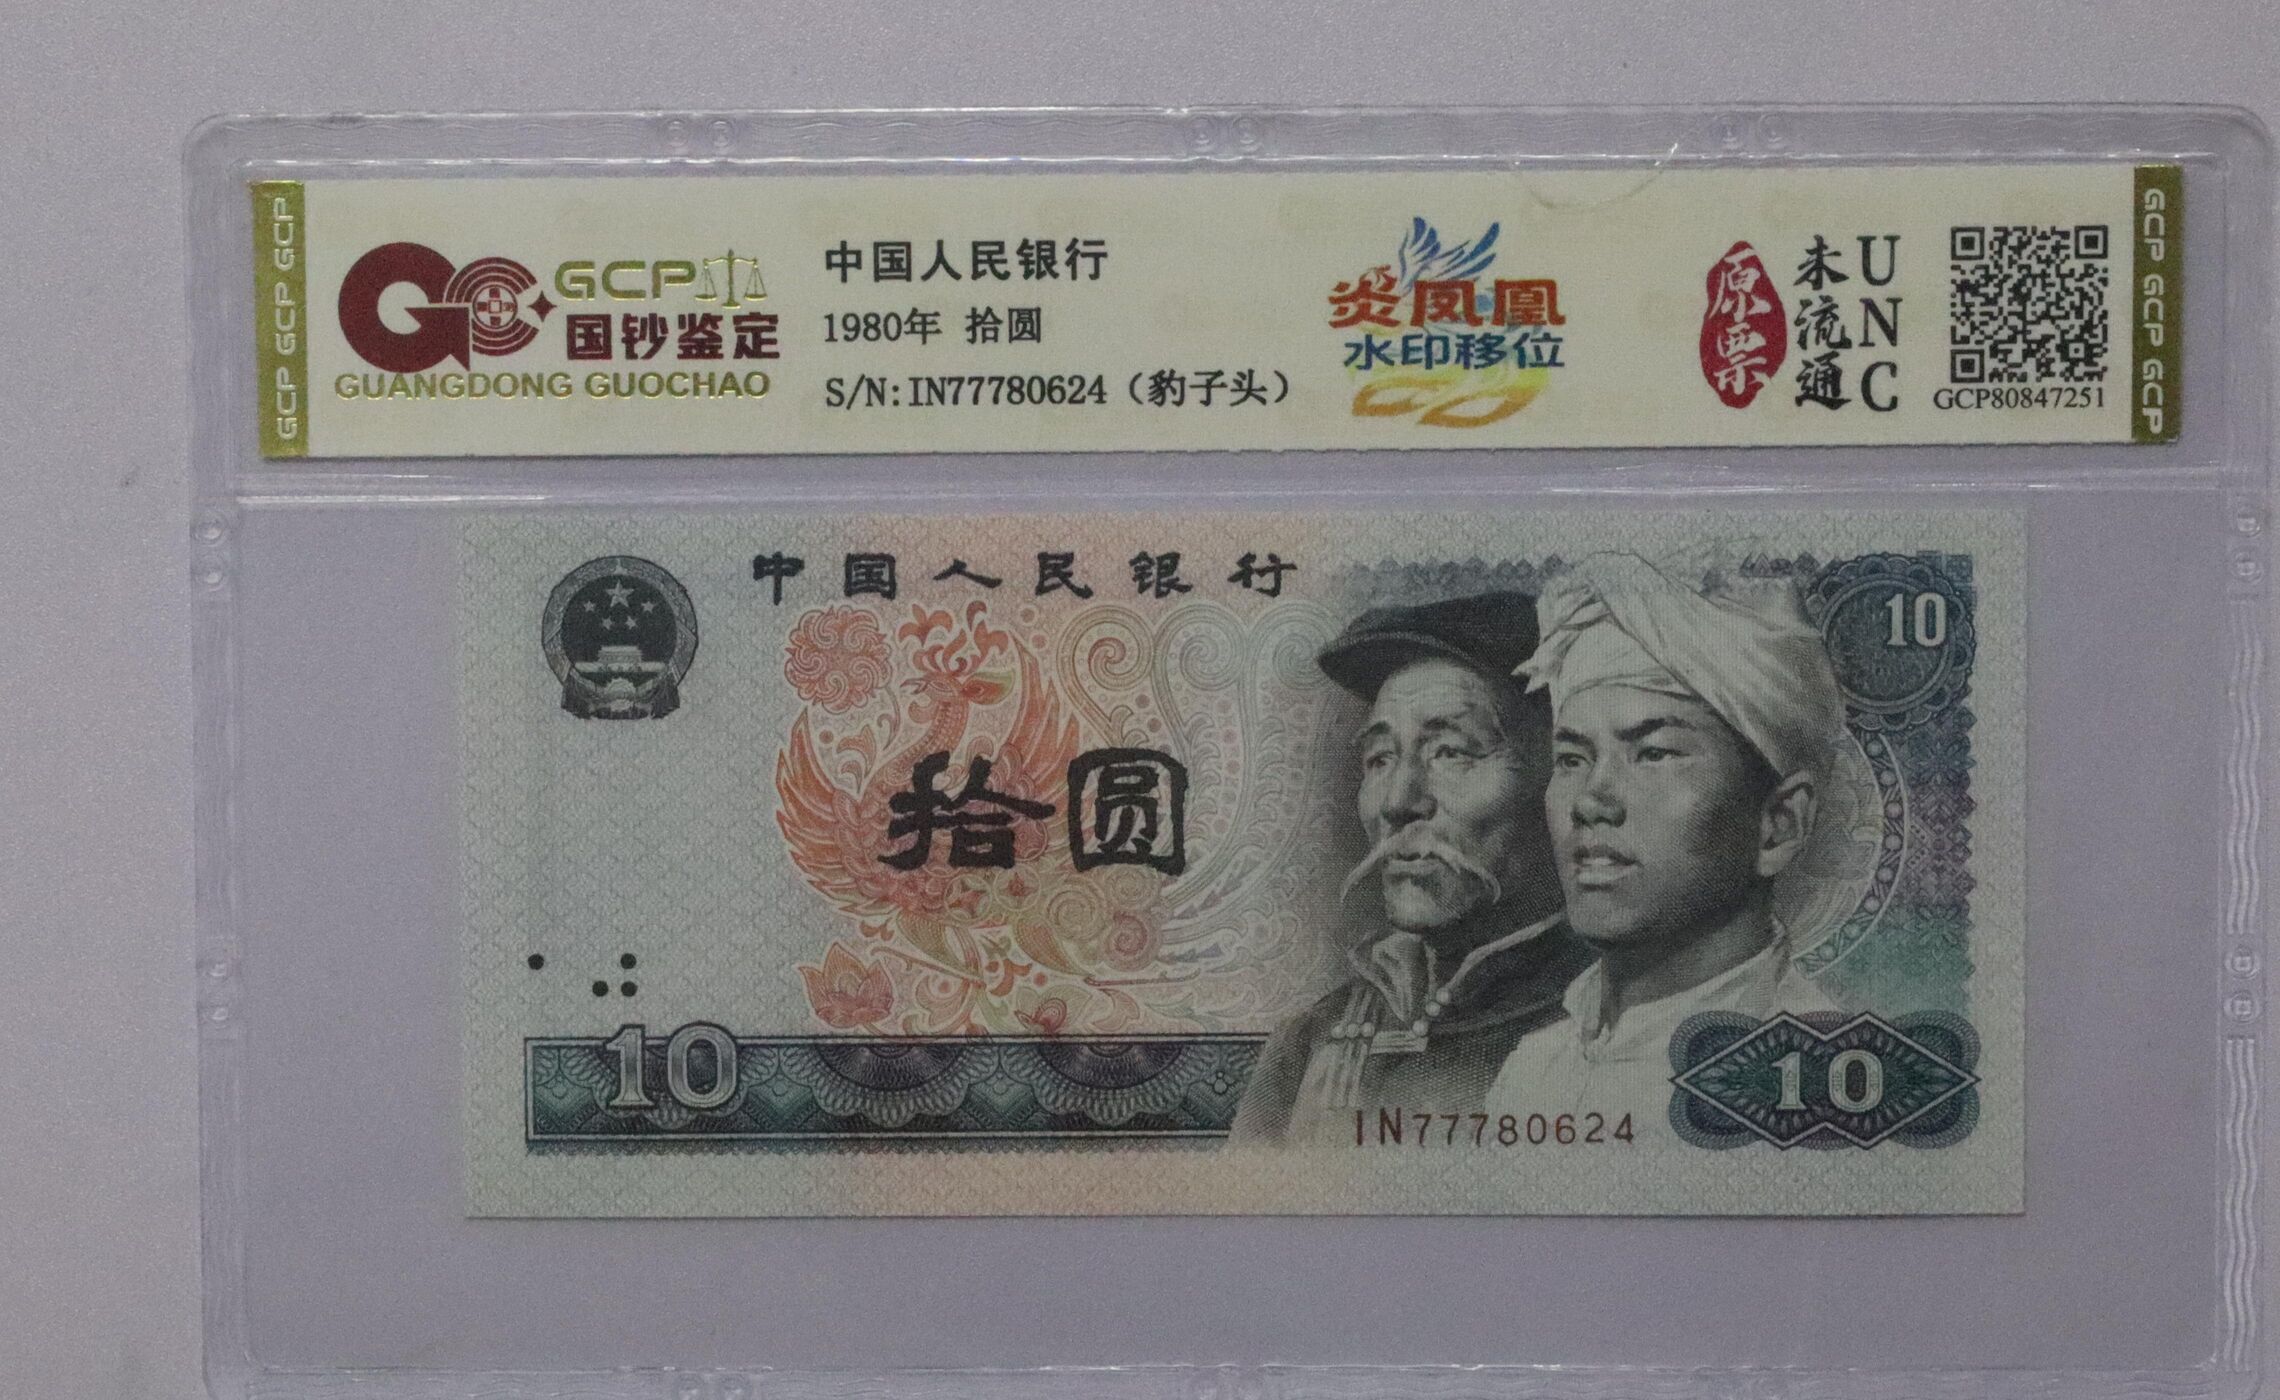 GCP GCP GCP
GCP
国钞鉴定
GUANGDONG GUOCHAO
中国人民银行
1980年 拾圆
S/N:IN77780624（豹子头）
炎凤凰
水印移位
原票
未流通
UNC
GCP80847251
GCP GCP GCP
中国人民银行
10
拾圆
10
IN77780624
10